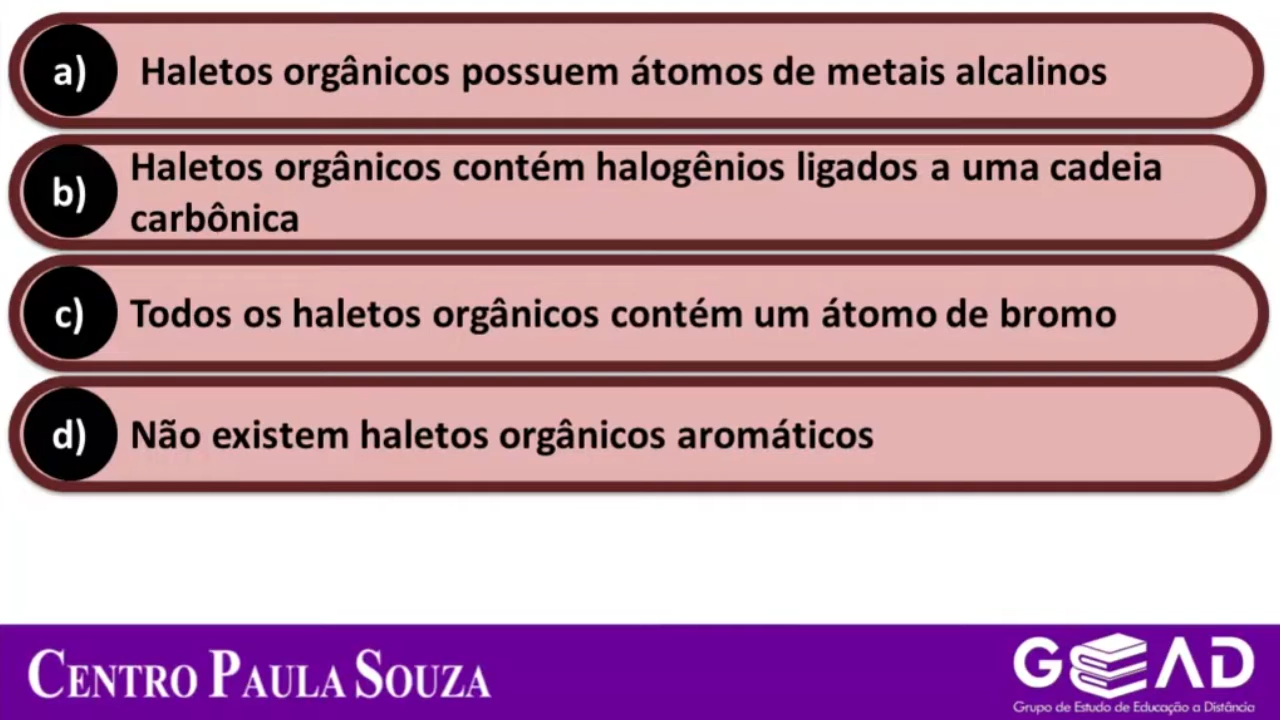 a) Haletos orgânicos possuem átomos de metais alcalinos
b) Haletos orgânicos contém halogênios ligados a uma cadeia
carbônica
c) Todos os haletos orgânicos contém um átomo de bromo
d) Não existem haletos orgânicos aromáticos
CENTRO PAULA SOUZA
GEAD
Grupo de Estudo de Educação a Distância